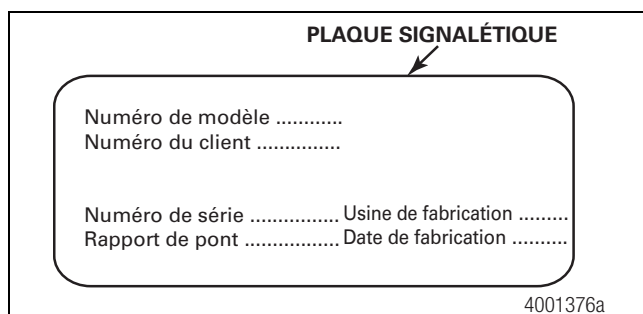 PLAQUE SIGNALÉTIQUE
Numéro de modèle ............
Numéro du client ...............
Numéro de série ................ Usine de fabrication .........
Rapport de pont ................. Date de fabrication ..........
4001376a